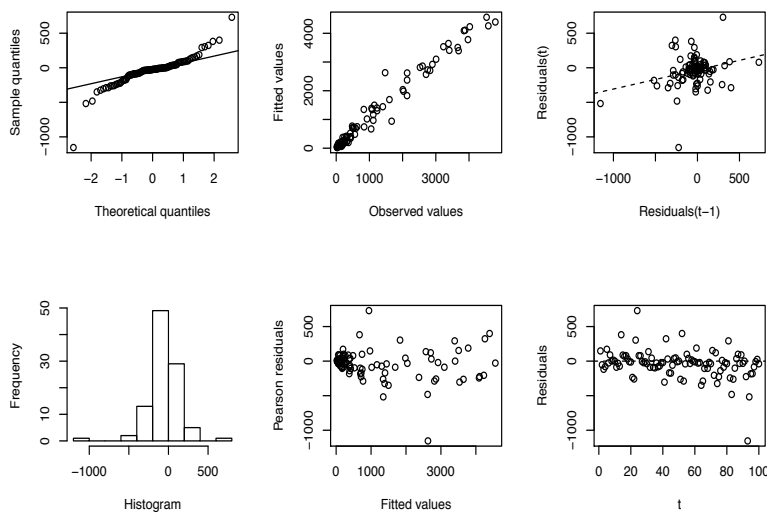 Sample quantiles
500
0
−1000
−2 −1 0 1 2
Theoretical quantiles
Fitted values
4000
2000
0
0 1000 3000
Observed values
Residuals(t)
500
0
−1000
−1000 0 500
Residuals(t−1)
Frequency
50
30
10
0
−1000 0 500
Histogram
Pearson residuals
500
−1000
0 1000 3000
Fitted values
Residuals
500
0
−1000
0 20 40 60 80 100
t